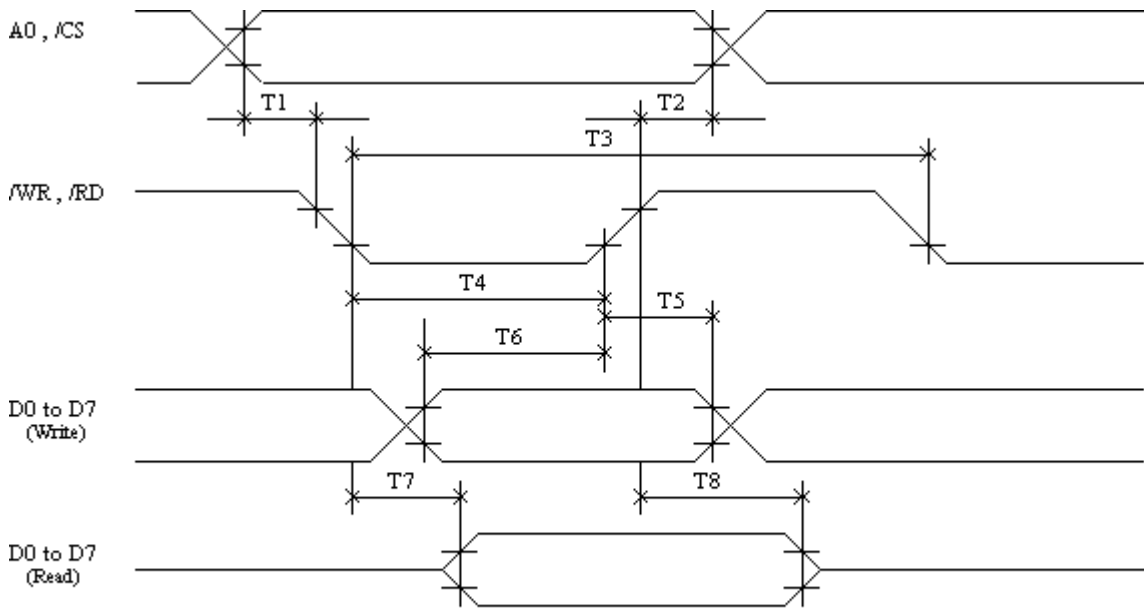 A0 , /CS
T1
T2
T3
/WR , /RD
T4
T5
T6
D0 to D7
(Write)
T7
T8
D0 to D7
(Read)